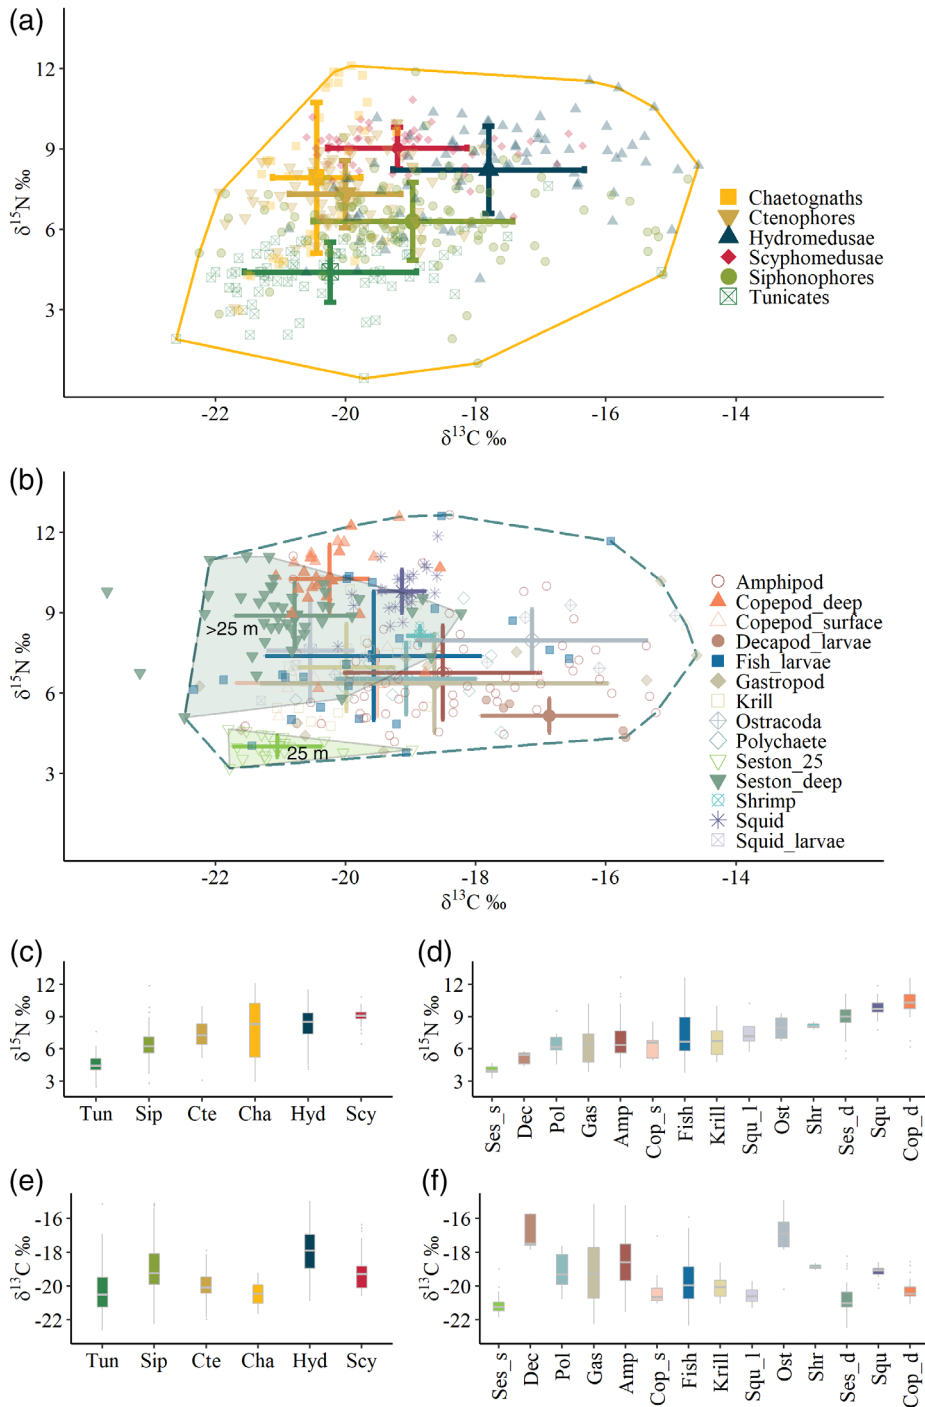 (a)
12
9
6
3
δ15N ‰
-22 -20 -18 -16 -14
δ13C ‰
Chaetognaths
Ctenophores
Hydromedusae
Scyphomedusae
Siphonophores
Tunicates
(b)
12
9
6
3
δ15N ‰
>25 m
25 m
-22 -20 -18 -16 -14
δ13C ‰
Amphipod
Copepod_deep
Copepod_surface
Decapod_larvae
Fish_larvae
Gastropod
Krill
Ostracoda
Polychaete
Seston_25
Seston_deep
Shrimp
Squid
Squid_larvae
(c)
12
9
6
3
δ15N ‰
Tun Sip Cte Cha Hyd Scy
(d)
12
9
6
3
δ15N ‰
Ses_s Dec Pol Gas Amp Cop_s Fish Krill Squ_l Ost Shr Ses_d Squ Cop_d
(e)
-16
-18
-20
-22
δ13C ‰
Tun Sip Cte Cha Hyd Scy
(f)
-16
-18
-20
-22
δ13C ‰
Ses_s Dec Pol Gas Amp Cop_s Fish Krill Squ_l Ost Shr Ses_d Squ Cop_d